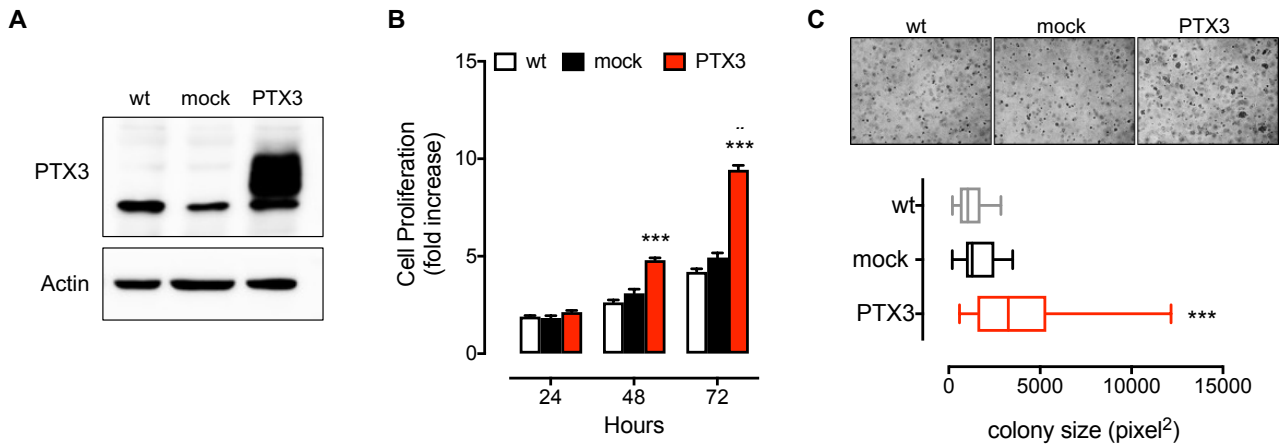 A
wt mock PTX3
PTX3
Actin
B
wt mock PTX3
15
10
5
0
Cell Proliferation
(fold increase)
***
***
24 48 72
Hours
C
wt mock PTX3
wt
mock
PTX3
***
0 5000 10000 15000
colony size (pixel²)